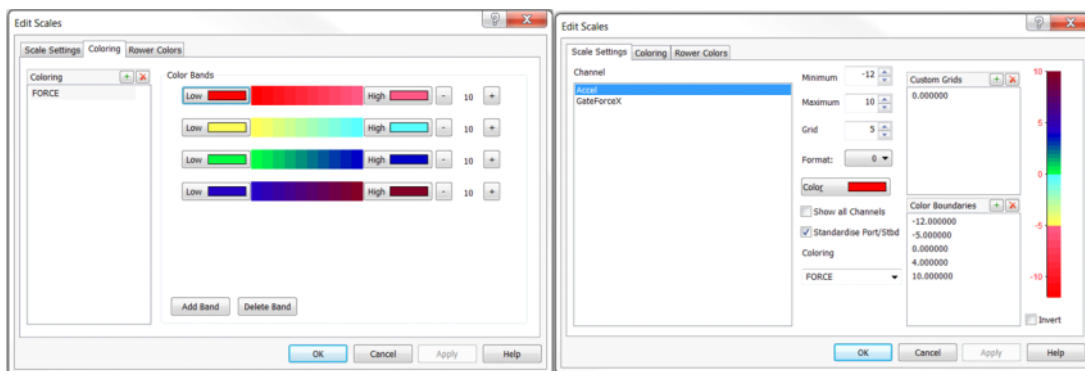 Edit Scales
Scale Settings Coloring Rower Colors
Coloring
FORCE
Color Bands
Low High - 10 +
Low High - 10 +
Low High - 10 +
Low High - 10 +
Add Band Delete Band
OK Cancel Apply Help
Edit Scales
Scale Settings Coloring Rower Colors
Channel
Accel
GateForceX
Minimum -12
Maximum 10
Grid 5
Format: 0
Color
Show all Channels
Standardise Port/Stbd
Coloring
FORCE
Custom Grids
0.000000
Color Boundaries
-12.000000
-5.000000
0.000000
4.000000
10.000000
10
5
0
-5
-10
Invert
OK Cancel Apply Help